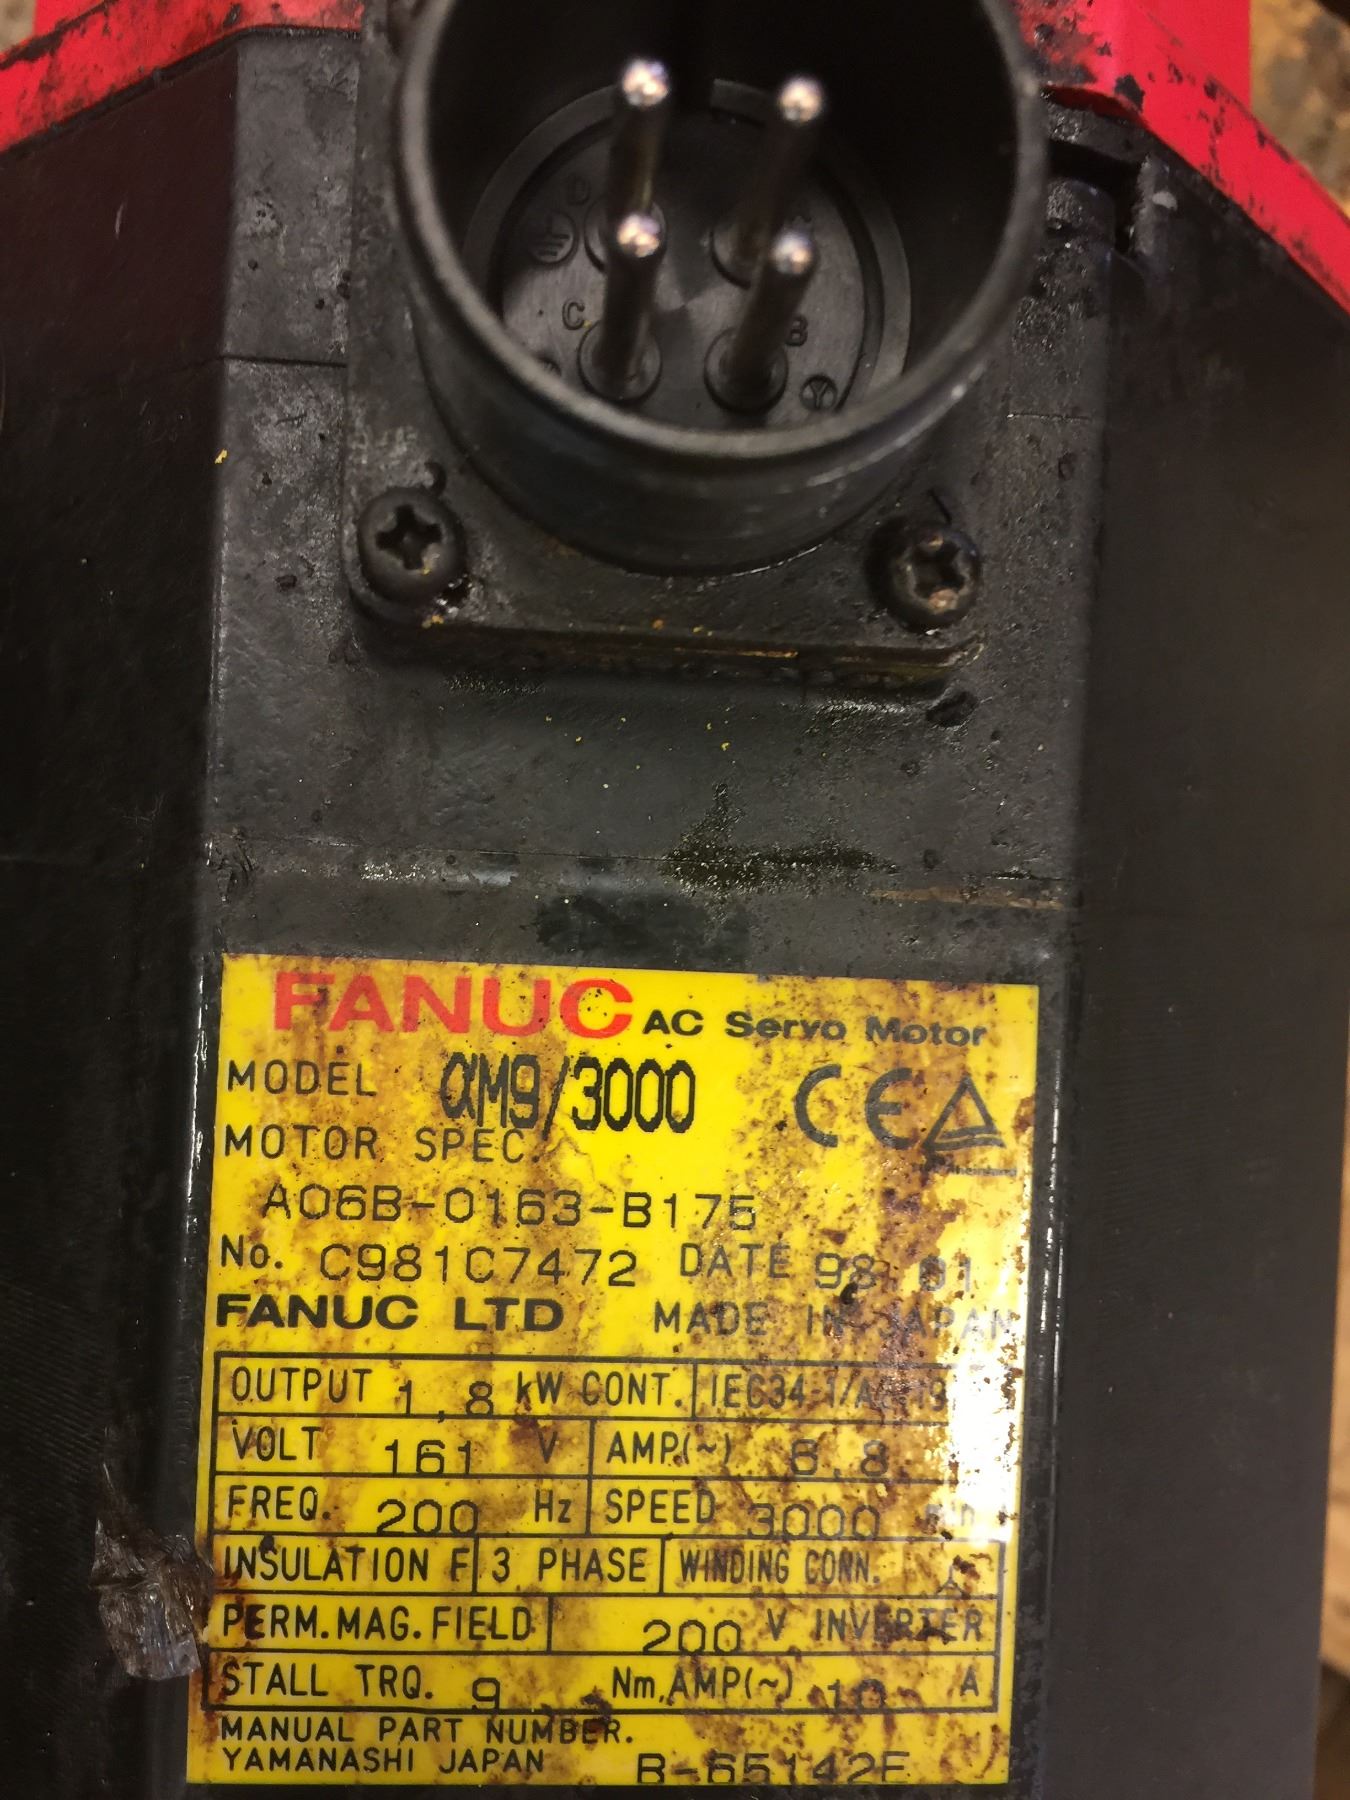 D
C
B
FANUC AC Servo Motor
MODEL αM9/3000 CE
MOTOR SPEC.
A06B-0163-B175
No. C981C7472 DATE 98 01
FANUC LTD MADE IN JAPAN
OUTPUT 1.8 kW CONT. IEC34-1/
VOLT 161 V AMP(~) 6.8
FREQ. 200 Hz SPEED 3000
INSULATION F 3 PHASE WINDING CONN.
PERM.MAG.FIELD 200 V INVERTER
STALL TRQ. 9 Nm,AMP(~) 10 A
MANUAL PART NUMBER.
YAMANASHI JAPAN B-65142E